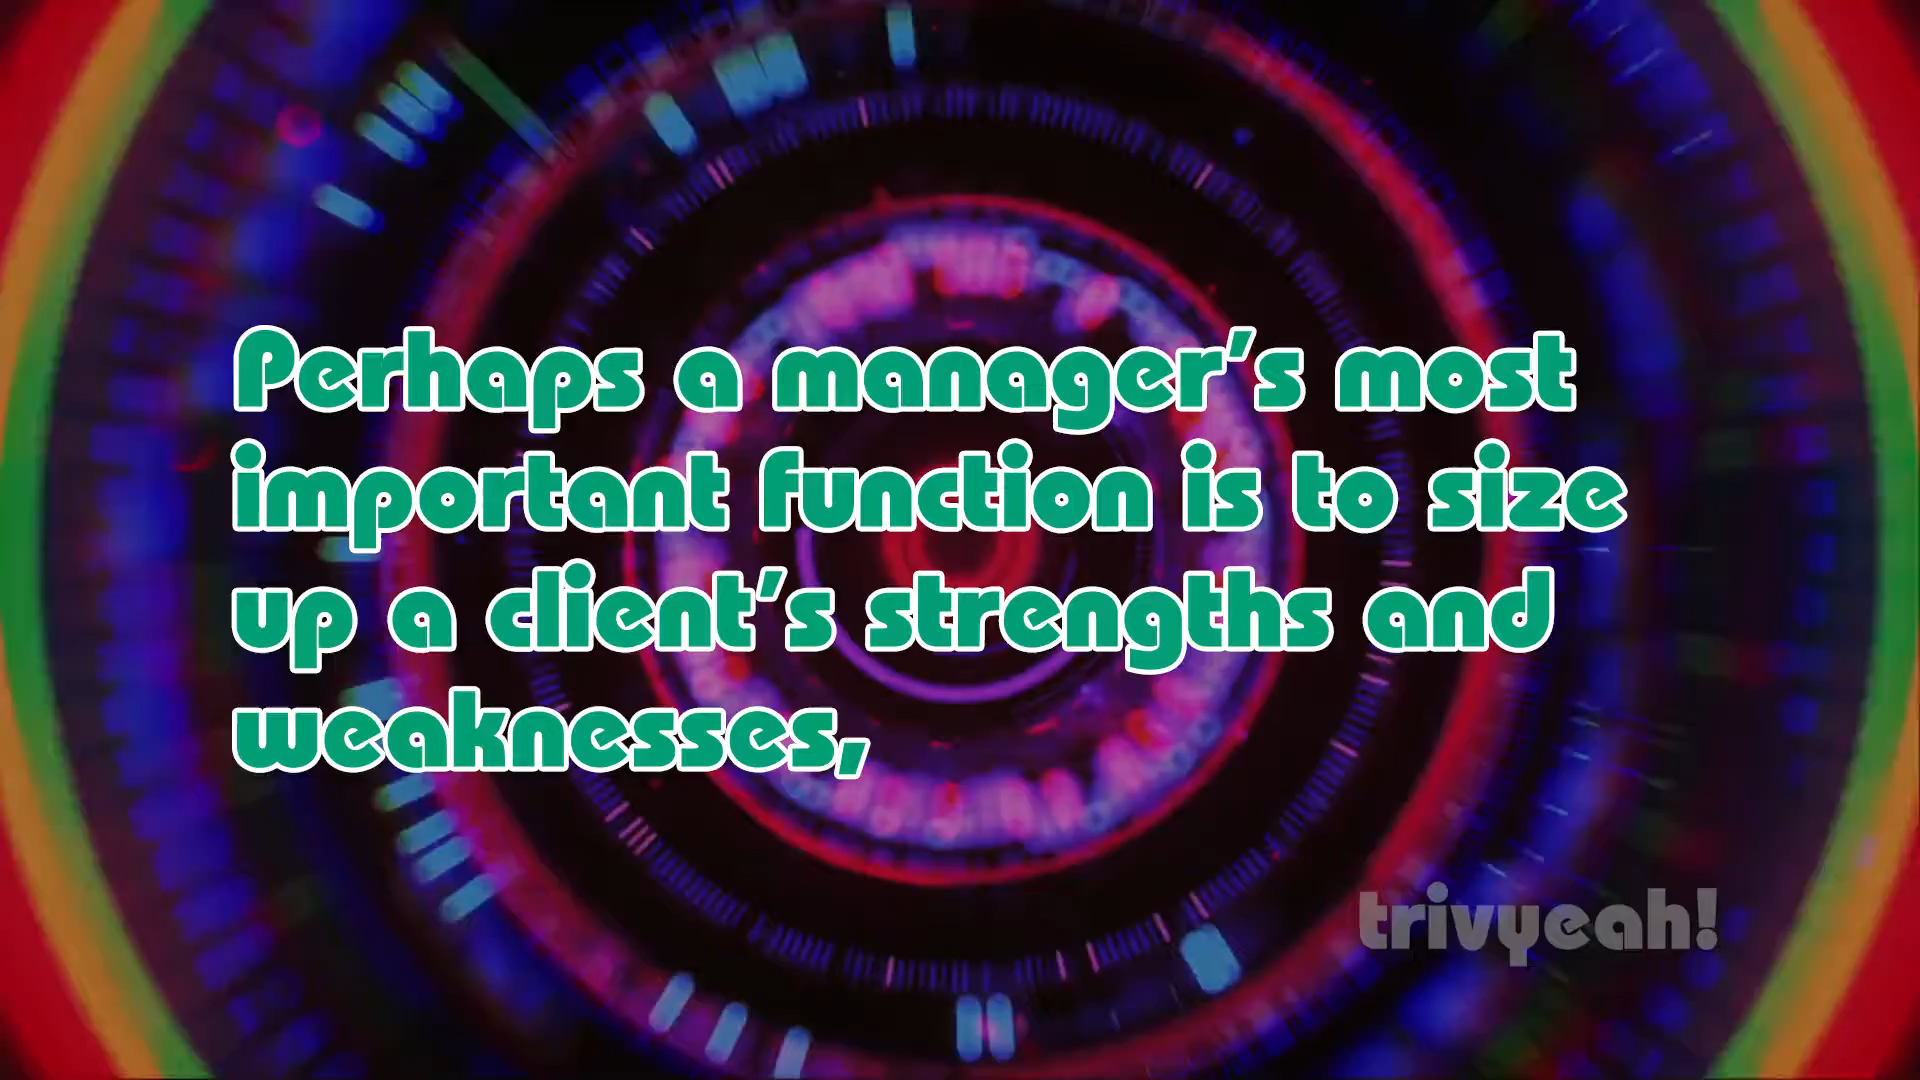 Perhaps a manager’s most
important function is to size
up a client’s strengths and
weaknesses,
trivyeah!